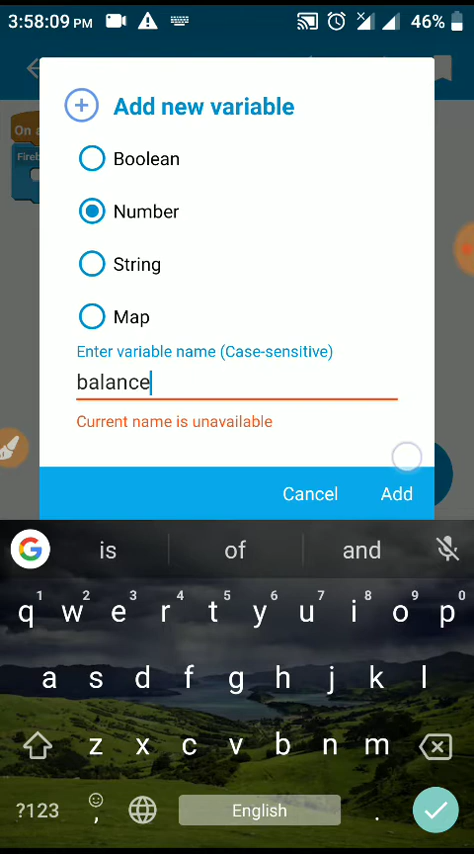 3:58:09 PM 46%
On a
Fireb
Add new variable
Boolean
Number
String
Map
Enter variable name (Case-sensitive)
balance
Current name is unavailable
Cancel Add
G is of and
1 2 3 4 5 6 7 8 9 0
q w e r t y u i o p
a s d f g h j k l
z x c v b n m
?123 , English .